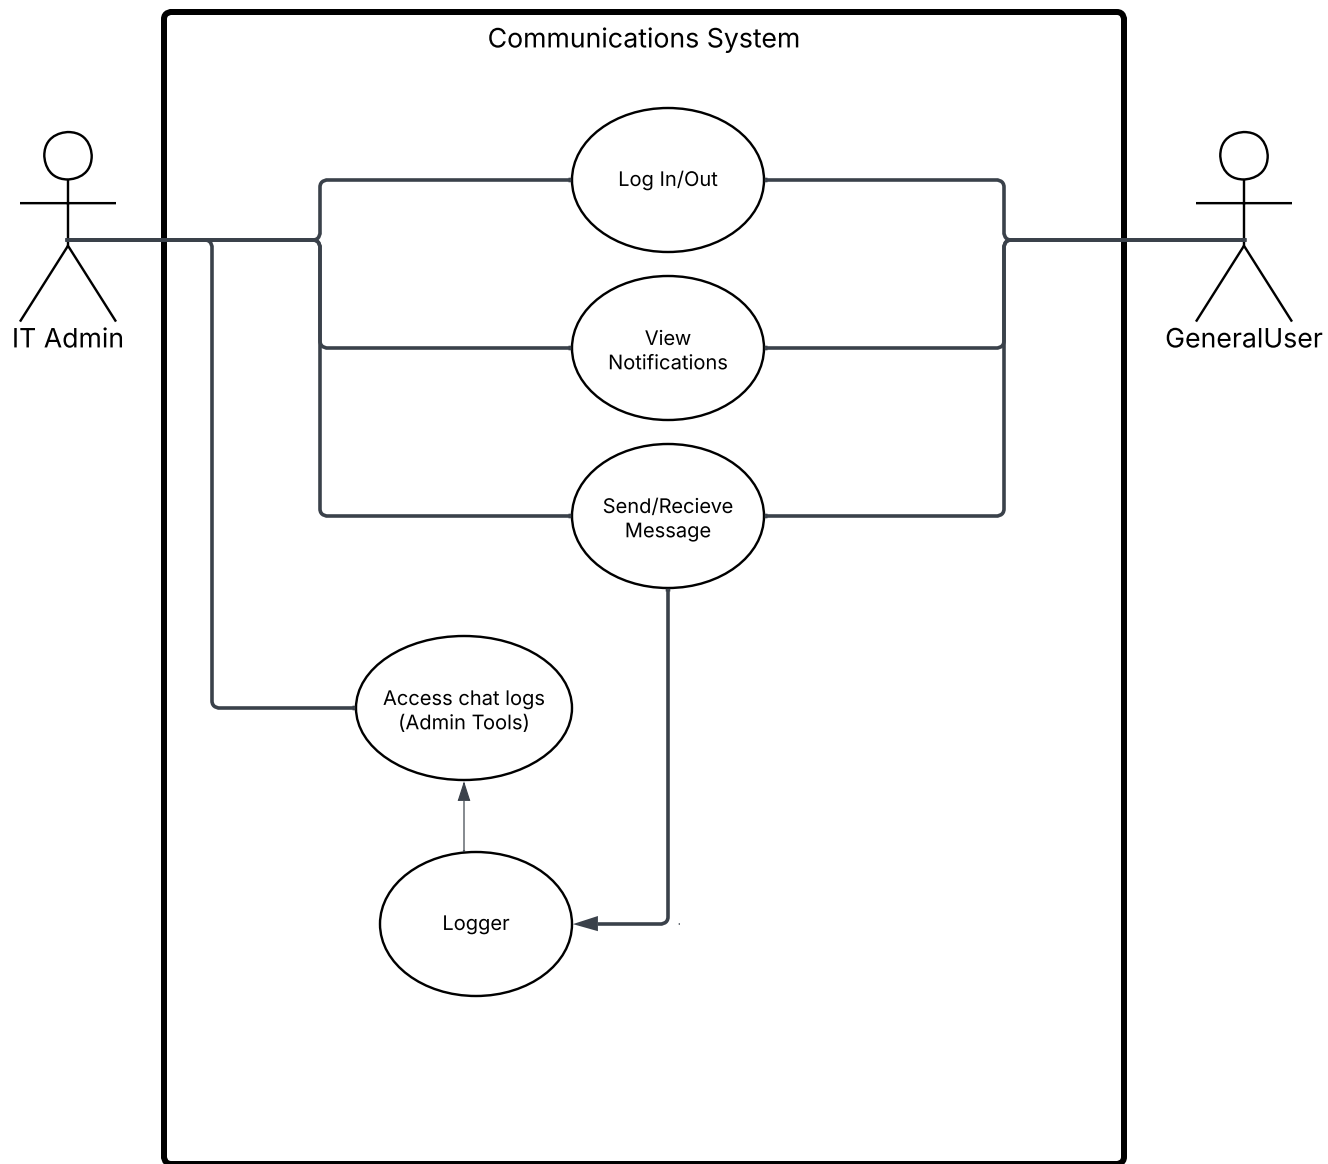 Communications System
Log In/Out
IT Admin
View
Notifications
GeneralUser
Send/Recieve
Message
Access chat logs
(Admin Tools)
Logger